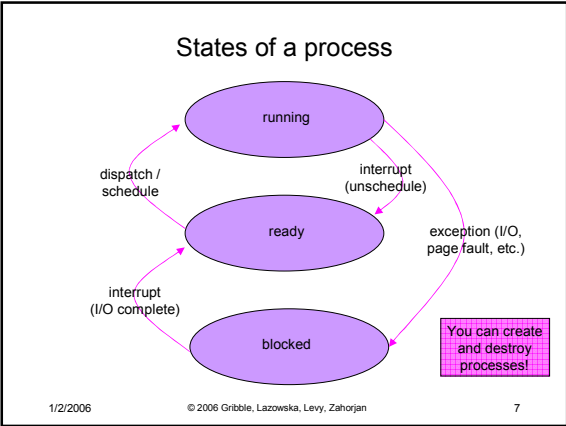 States of a process
running
dispatch /
schedule
interrupt
(unschedule)
ready
exception (I/O,
page fault, etc.)
interrupt
(I/O complete)
blocked
You can create
and destroy
processes!
1/2/2006
© 2006 Gribble, Lazowska, Levy, Zahorjan
7